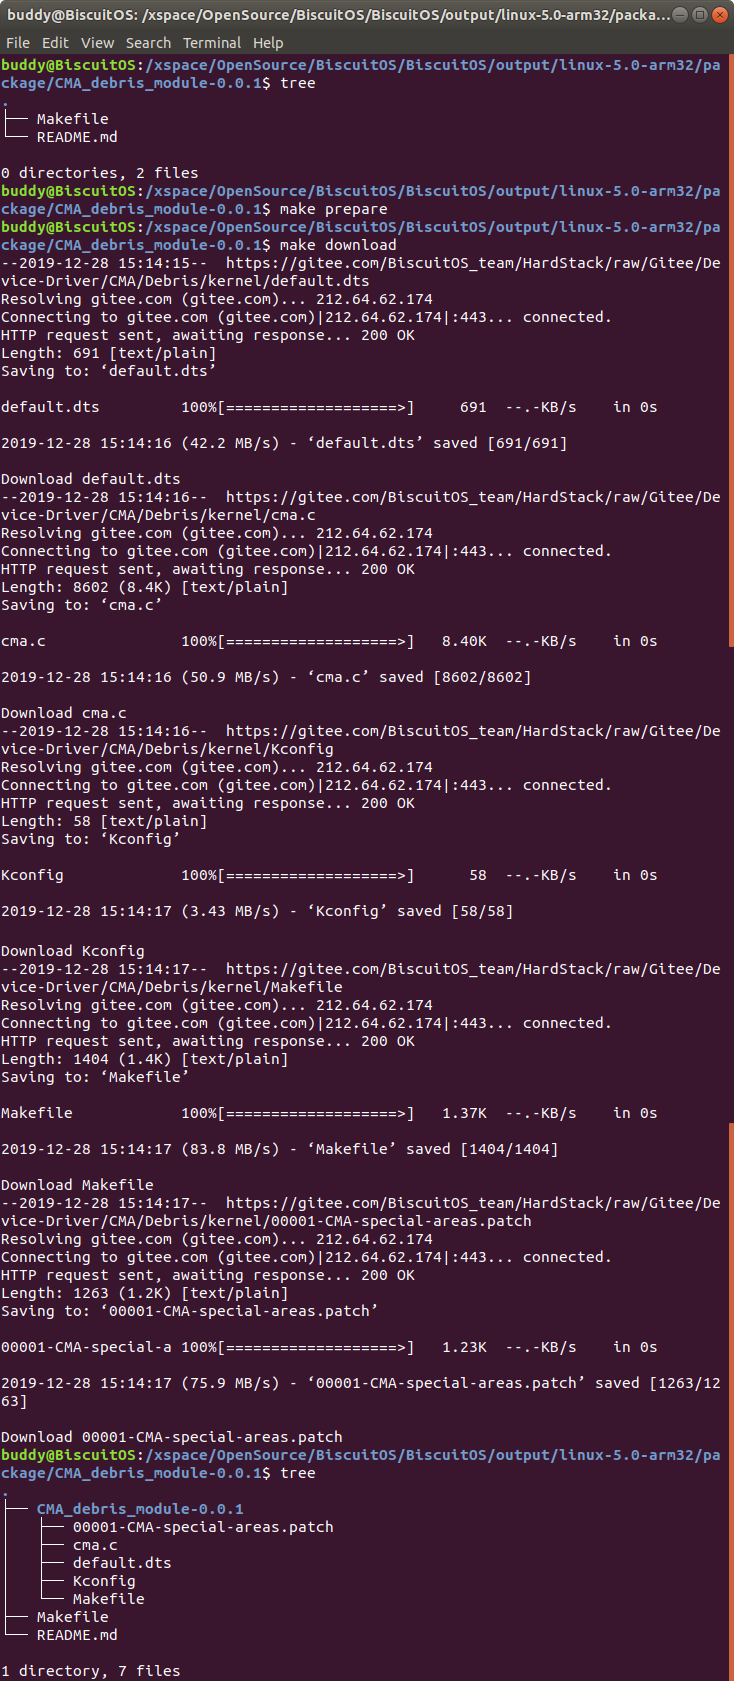 buddy@BiscuitOS: /xspace/OpenSource/BiscuitOS/BiscuitOS/output/linux-5.0-arm32/packa...
File Edit View Search Terminal Help
buddy@BiscuitOS:/xspace/OpenSource/BiscuitOS/BiscuitOS/output/linux-5.0-arm32/pa
ckage/CMA_debris_module-0.0.1$ tree
.
├── Makefile
└── README.md

0 directories, 2 files
buddy@BiscuitOS:/xspace/OpenSource/BiscuitOS/BiscuitOS/output/linux-5.0-arm32/pa
ckage/CMA_debris_module-0.0.1$ make prepare
buddy@BiscuitOS:/xspace/OpenSource/BiscuitOS/BiscuitOS/output/linux-5.0-arm32/pa
ckage/CMA_debris_module-0.0.1$ make download
--2019-12-28 15:14:15--  https://gitee.com/BiscuitOS_team/HardStack/raw/Gitee/De
vice-Driver/CMA/Debris/kernel/default.dts
Resolving gitee.com (gitee.com)... 212.64.62.174
Connecting to gitee.com (gitee.com)|212.64.62.174|:443... connected.
HTTP request sent, awaiting response... 200 OK
Length: 691 [text/plain]
Saving to: ‘default.dts’

default.dts         100%[===================>]     691  --.-KB/s    in 0s

2019-12-28 15:14:16 (42.2 MB/s) - ‘default.dts’ saved [691/691]

Download default.dts
--2019-12-28 15:14:16--  https://gitee.com/BiscuitOS_team/HardStack/raw/Gitee/De
vice-Driver/CMA/Debris/kernel/cma.c
Resolving gitee.com (gitee.com)... 212.64.62.174
Connecting to gitee.com (gitee.com)|212.64.62.174|:443... connected.
HTTP request sent, awaiting response... 200 OK
Length: 8602 (8.4K) [text/plain]
Saving to: ‘cma.c’

cma.c               100%[===================>]   8.40K  --.-KB/s    in 0s

2019-12-28 15:14:16 (50.9 MB/s) - ‘cma.c’ saved [8602/8602]

Download cma.c
--2019-12-28 15:14:16--  https://gitee.com/BiscuitOS_team/HardStack/raw/Gitee/De
vice-Driver/CMA/Debris/kernel/Kconfig
Resolving gitee.com (gitee.com)... 212.64.62.174
Connecting to gitee.com (gitee.com)|212.64.62.174|:443... connected.
HTTP request sent, awaiting response... 200 OK
Length: 58 [text/plain]
Saving to: ‘Kconfig’

Kconfig             100%[===================>]      58  --.-KB/s    in 0s

2019-12-28 15:14:17 (3.43 MB/s) - ‘Kconfig’ saved [58/58]

Download Kconfig
--2019-12-28 15:14:17--  https://gitee.com/BiscuitOS_team/HardStack/raw/Gitee/De
vice-Driver/CMA/Debris/kernel/Makefile
Resolving gitee.com (gitee.com)... 212.64.62.174
Connecting to gitee.com (gitee.com)|212.64.62.174|:443... connected.
HTTP request sent, awaiting response... 200 OK
Length: 1404 (1.4K) [text/plain]
Saving to: ‘Makefile’

Makefile            100%[===================>]   1.37K  --.-KB/s    in 0s

2019-12-28 15:14:17 (83.8 MB/s) - ‘Makefile’ saved [1404/1404]

Download Makefile
--2019-12-28 15:14:17--  https://gitee.com/BiscuitOS_team/HardStack/raw/Gitee/De
vice-Driver/CMA/Debris/kernel/00001-CMA-special-areas.patch
Resolving gitee.com (gitee.com)... 212.64.62.174
Connecting to gitee.com (gitee.com)|212.64.62.174|:443... connected.
HTTP request sent, awaiting response... 200 OK
Length: 1263 (1.2K) [text/plain]
Saving to: ‘00001-CMA-special-areas.patch’

00001-CMA-special-a 100%[===================>]   1.23K  --.-KB/s    in 0s

2019-12-28 15:14:17 (75.9 MB/s) - ‘00001-CMA-special-areas.patch’ saved [1263/12
63]

Download 00001-CMA-special-areas.patch
buddy@BiscuitOS:/xspace/OpenSource/BiscuitOS/BiscuitOS/output/linux-5.0-arm32/pa
ckage/CMA_debris_module-0.0.1$ tree
.
├── CMA_debris_module-0.0.1
│   ├── 00001-CMA-special-areas.patch
│   ├── cma.c
│   ├── default.dts
│   ├── Kconfig
│   └── Makefile
├── Makefile
└── README.md

1 directory, 7 files